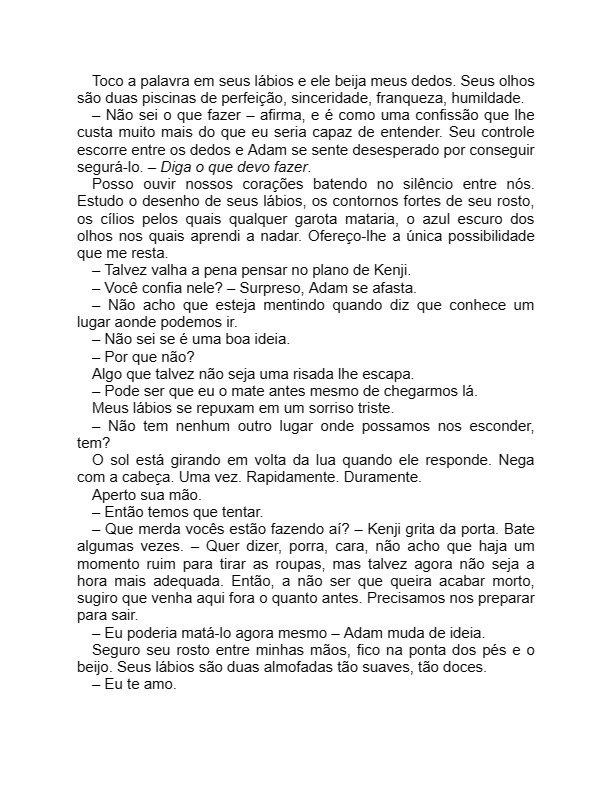 Toco a palavra em seus lábios e ele beija meus dedos. Seus olhos
são duas piscinas de perfeição, sinceridade, franqueza, humildade.
– Não sei o que fazer – afirma, e é como uma confissão que lhe
custa muito mais do que eu seria capaz de entender. Seu controle
escorre entre os dedos e Adam se sente desesperado por conseguir
segurá-lo. – Diga o que devo fazer.
Posso ouvir nossos corações batendo no silêncio entre nós.
Estudo o desenho de seus lábios, os contornos fortes de seu rosto,
os cílios pelos quais qualquer garota mataria, o azul escuro dos
olhos nos quais aprendi a nadar. Ofereço-lhe a única possibilidade
que me resta.
– Talvez valha a pena pensar no plano de Kenji.
– Você confia nele? – Surpreso, Adam se afasta.
– Não acho que esteja mentindo quando diz que conhece um
lugar aonde podemos ir.
– Não sei se é uma boa ideia.
– Por que não?
Algo que talvez não seja uma risada lhe escapa.
– Pode ser que eu o mate antes mesmo de chegarmos lá.
Meus lábios se repuxam em um sorriso triste.
– Não tem nenhum outro lugar onde possamos nos esconder,
tem?
O sol está girando em volta da lua quando ele responde. Nega
com a cabeça. Uma vez. Rapidamente. Duramente.
Aperto sua mão.
– Então temos que tentar.
– Que merda vocês estão fazendo aí? – Kenji grita da porta. Bate
algumas vezes. – Quer dizer, porra, cara, não acho que haja um
momento ruim para tirar as roupas, mas talvez agora não seja a
hora mais adequada. Então, a não ser que queira acabar morto,
sugiro que venha aqui fora o quanto antes. Precisamos nos preparar
para sair.
– Eu poderia matá-lo agora mesmo – Adam muda de ideia.
Seguro seu rosto entre minhas mãos, fico na ponta dos pés e o
beijo. Seus lábios são duas almofadas tão suaves, tão doces.
– Eu te amo.